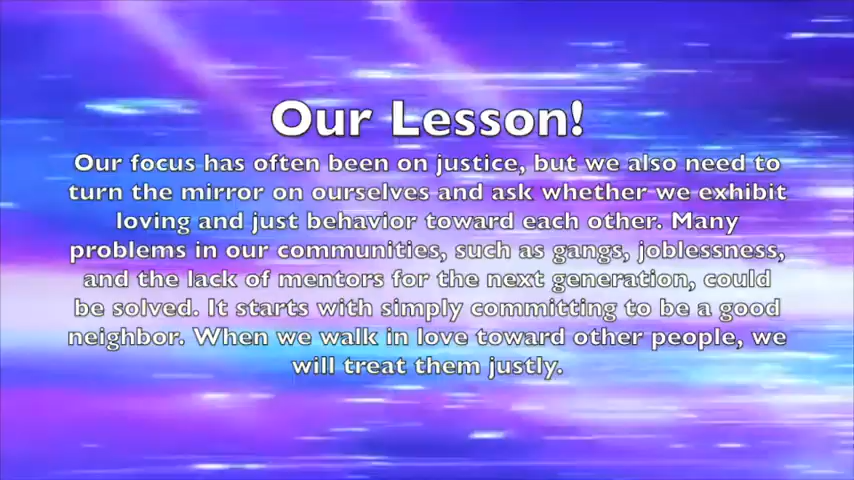 Our Lesson!
Our focus has often been on justice, but we also need to
turn the mirror on ourselves and ask whether we exhibit
loving and just behavior toward each other. Many
problems in our communities, such as gangs, joblessness,
and the lack of mentors for the next generation, could
be solved. It starts with simply committing to be a good
neighbor. When we walk in love toward other people, we
will treat them justly.